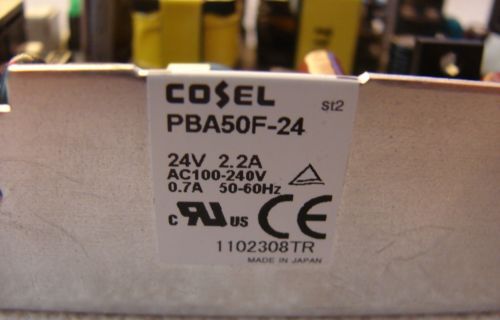 COSEL
st2
PBA50F-24
24V 2.2A
AC100-240V
0.7A 50-60Hz
c RU US CE
1102308TR
MADE IN JAPAN